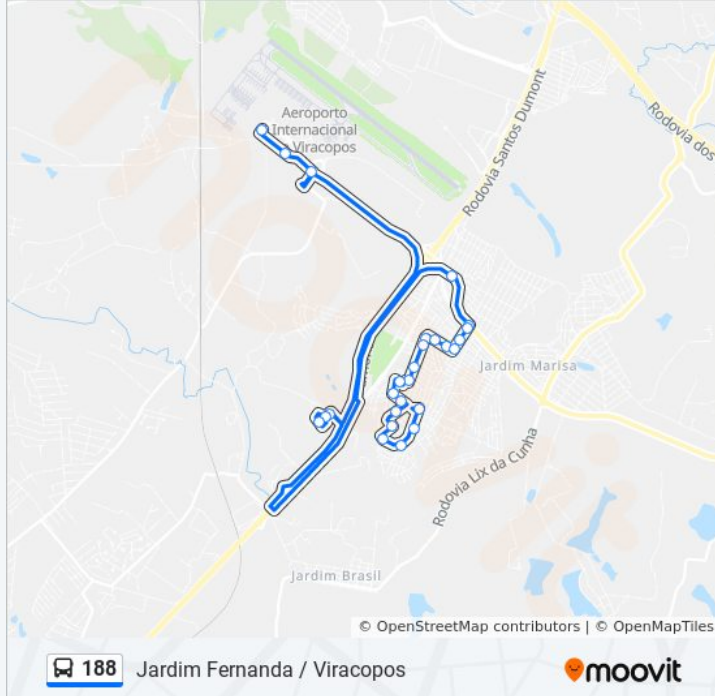 Aeroporto
Internacional
Viracopos
Rodovia Santos Dumont
Rodovia dos
Jardim Marisa
Rodovia Lix da Cunha
Jardim Brasil
© OpenStreetMap contributors | © OpenMapTiles
188 Jardim Fernanda / Viracopos
moovit